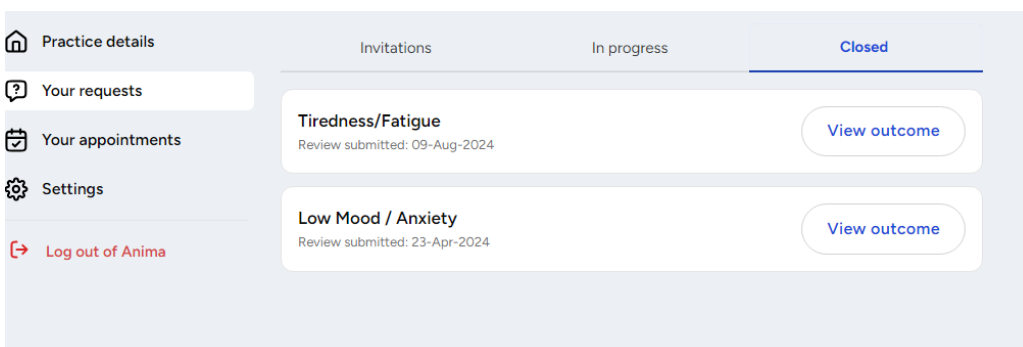 Practice details
Your requests
Your appointments
Settings
Log out of Anima
Invitations
In progress
Closed
Tiredness/Fatigue
Review submitted: 09-Aug-2024
View outcome
Low Mood / Anxiety
Review submitted: 23-Apr-2024
View outcome